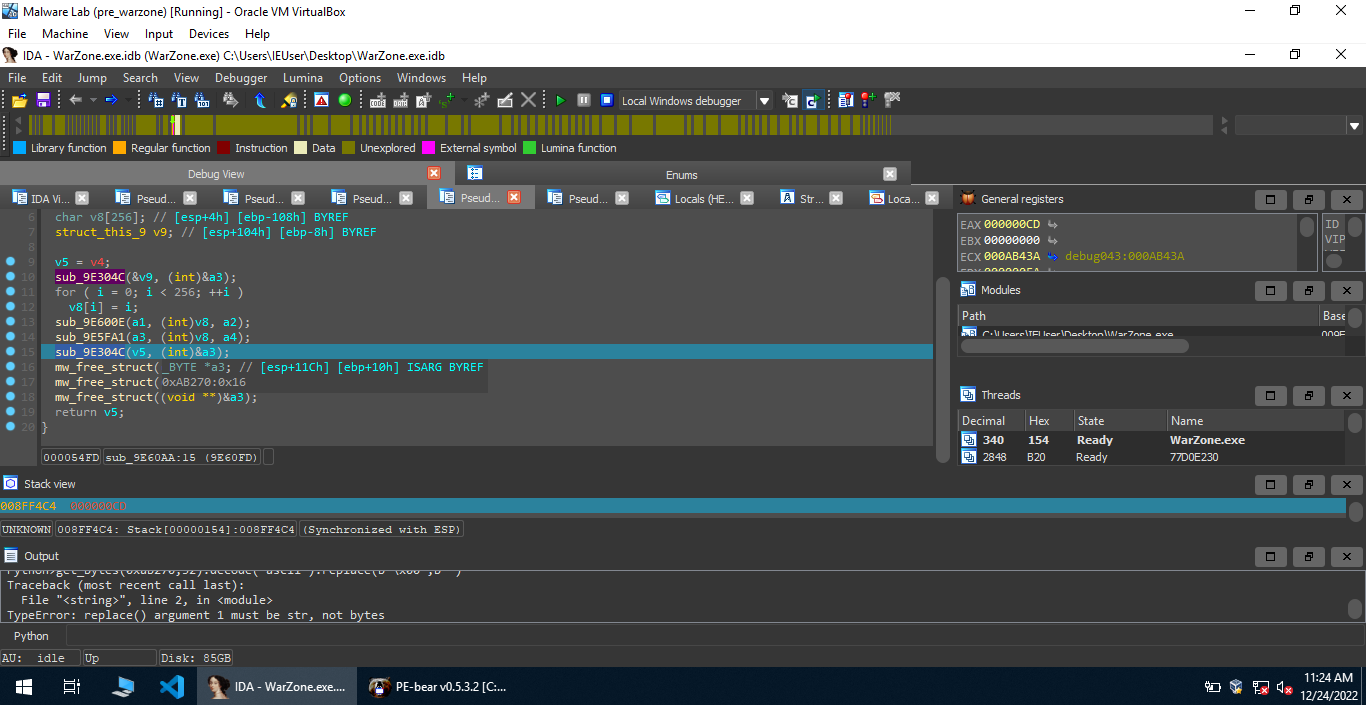 Malware Lab (pre_warzone) [Running] - Oracle VM VirtualBox
File Machine View Input Devices Help
IDA - WarZone.exe.idb (WarZone.exe) C:\Users\IEUser\Desktop\WarZone.exe.idb
File Edit Jump Search View Debugger Lumina Options Windows Help
Local Windows debugger
Library function Regular function Instruction Data Unexplored External symbol Lumina function
Debug View Enums
IDA Vi... Pseud... Pseud... Pseud... Pseud... Pseud... Locals (HE... Str... Loca...
6 char v8[256]; // [esp+4h] [ebp-108h] BYREF
7 struct_this_9 v9; // [esp+104h] [ebp-8h] BYREF
8
9 v5 = v4;
10 sub_9E304C(&v9, (int)&a3);
11 for ( i = 0; i < 256; ++i )
12 v8[i] = i;
13 sub_9E600E(a1, (int)v8, a2);
14 sub_9E5FA1(a3, (int)v8, a4);
15 sub_9E304C(v5, (int)&a3);
16 mw_free_struct( _BYTE *a3; // [esp+11Ch] [ebp+10h] ISARG BYREF
17 mw_free_struct( 0xAB270:0x16
18 mw_free_struct((void **)&a3);
19 return v5;
20 }
000054FD sub_9E60AA:15 (9E60FD)
General registers
EAX 000000CD
EBX 00000000
ECX 000AB43A debug043:000AB43A
ID
VIP
Modules
Path Base
C:\Users\IEUser\Desktop\WarZone.exe
Threads
Decimal Hex State Name
340 154 Ready WarZone.exe
2848 B20 Ready 77D0E230
Stack view
008FF4C4 000000CD
UNKNOWN 008FF4C4: Stack[00000154]:008FF4C4 (Synchronized with ESP)
Output
Traceback (most recent call last):
File "<string>", line 2, in <module>
TypeError: replace() argument 1 must be str, not bytes
Python
AU: idle Up Disk: 85GB
IDA - WarZone.exe.... PE-bear v0.5.3.2 [C:...
11:24 AM
12/24/2022